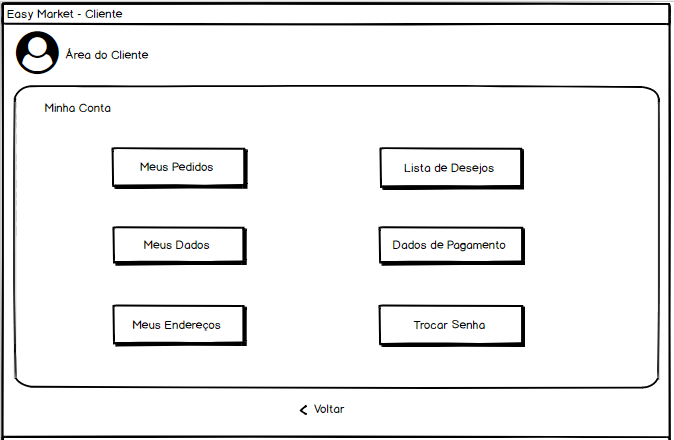 Easy Market - Cliente
Área do Cliente
Minha Conta
Meus Pedidos
Lista de Desejos
Meus Dados
Dados de Pagamento
Meus Endereços
Trocar Senha
Voltar